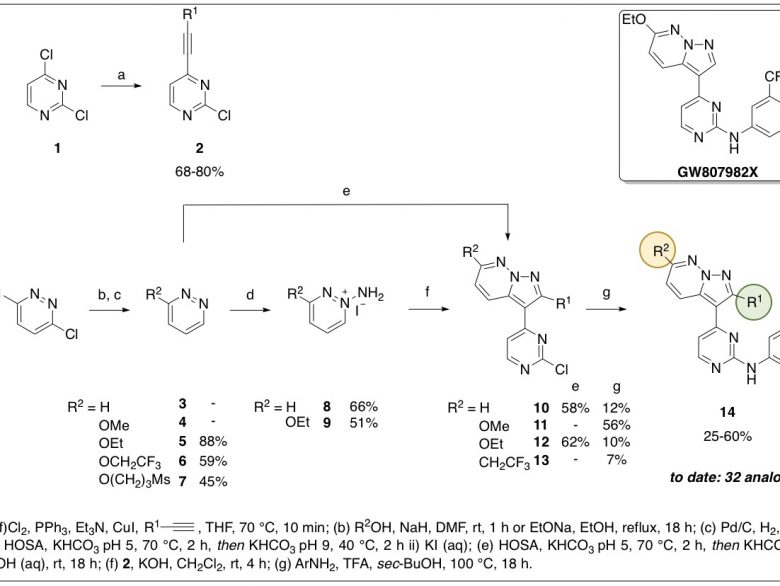 R¹
EtO
N
N
N
Cl
N
N
Cl
a
N
N
Cl
N
N
N
H
1
2
68-80%
GW807982X
e
R²
N
N
Cl
b, c
R²
N
N
d
R²
N
N
+
NH₂
I⁻
f
R²
N
N
N
R¹
N
N
Cl
g
R²
N
N
N
R¹
N
N
N
H
e g
R² = H 3 -
OMe 4 -
OEt 5 88%
OCH₂CF₃ 6 59%
O(CH₂)₃Ms 7 45%
R² = H 8 66%
OEt 9 51%
R² = H 10 58% 12%
OMe 11 - 56%
OEt 12 62% 10%
CH₂CF₃ 13 - 7%
14
25-60%
to date: 32 analo
f)Cl₂, PPh₃, Et₃N, CuI, R¹ , THF, 70 °C, 10 min; (b) R²OH, NaH, DMF, rt, 1 h or EtONa, EtOH, reflux, 18 h; (c) Pd/C, H₂,
HOSA, KHCO₃ pH 5, 70 °C, 2 h, then KHCO₃ pH 9, 40 °C, 2 h ii) KI (aq); (e) HOSA, KHCO₃ pH 5, 70 °C, 2 h, then KHCO
OH (aq), rt, 18 h; (f) 2, KOH, CH₂Cl₂, rt, 4 h; (g) ArNH₂, TFA, sec-BuOH, 100 °C, 18 h.